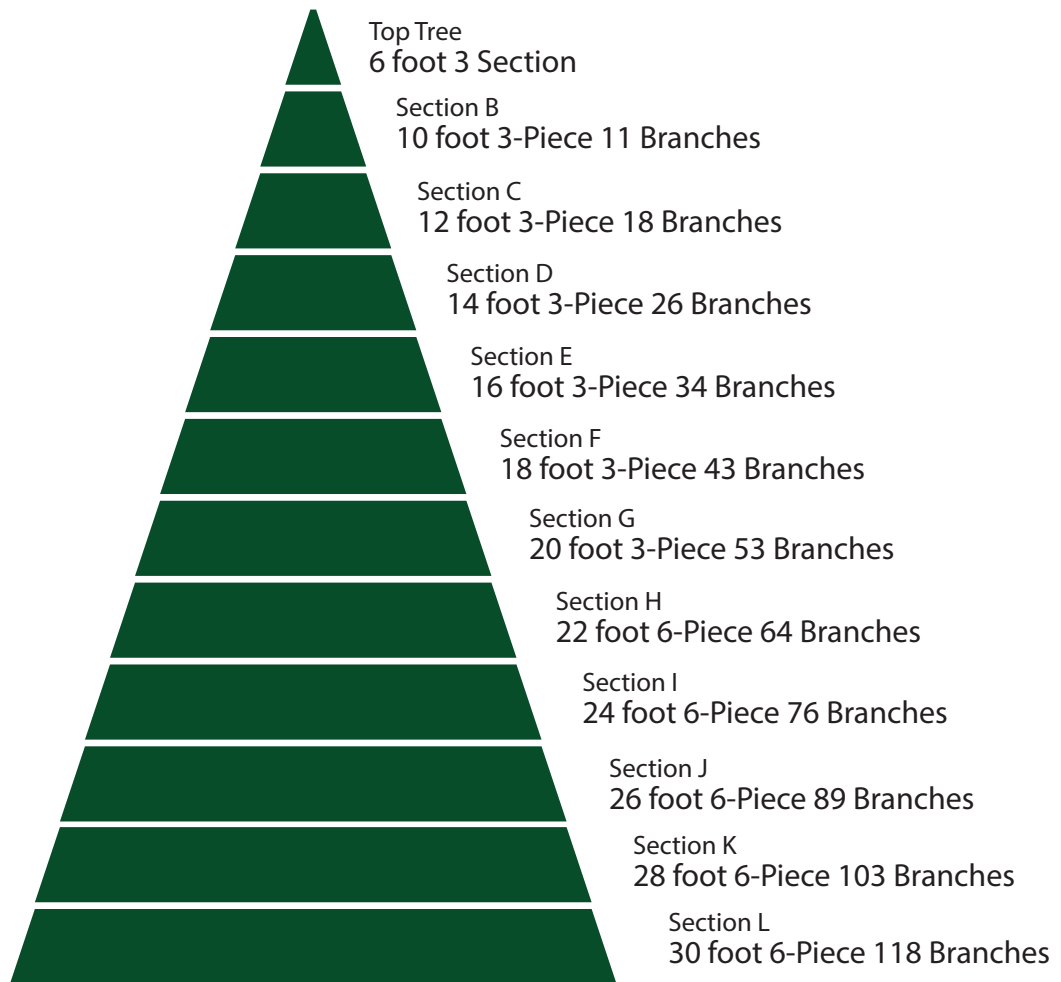 Top Tree
6 foot 3 Section
Section B
10 foot 3-Piece 11 Branches
Section C
12 foot 3-Piece 18 Branches
Section D
14 foot 3-Piece 26 Branches
Section E
16 foot 3-Piece 34 Branches
Section F
18 foot 3-Piece 43 Branches
Section G
20 foot 3-Piece 53 Branches
Section H
22 foot 6-Piece 64 Branches
Section I
24 foot 6-Piece 76 Branches
Section J
26 foot 6-Piece 89 Branches
Section K
28 foot 6-Piece 103 Branches
Section L
30 foot 6-Piece 118 Branches